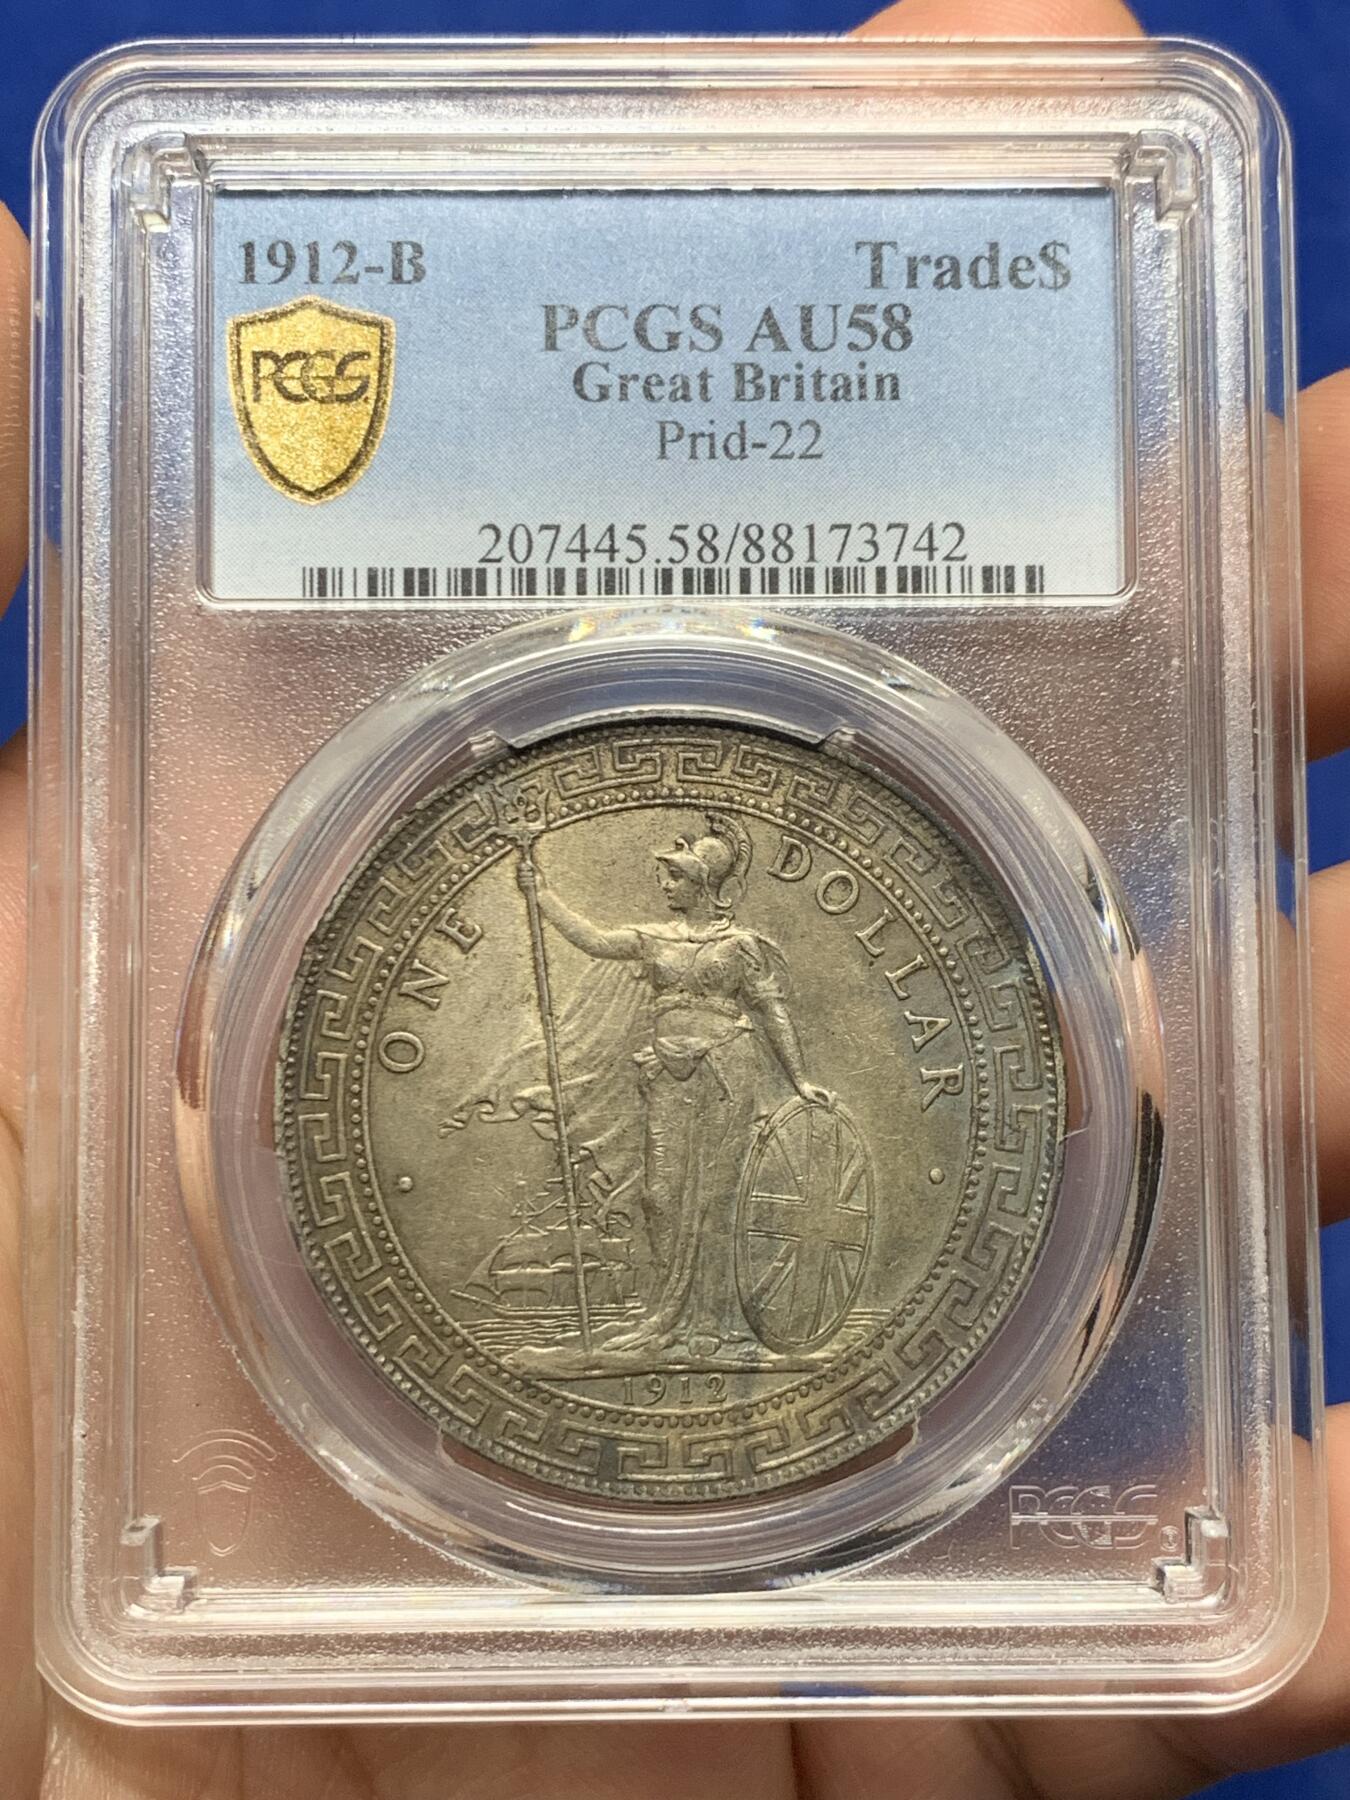 1912-B Trade$
PCGS AU58
PCGS
Great Britain
Prid-22
207445.58/88173742
ONE DOLLAR
1912
PCGS®